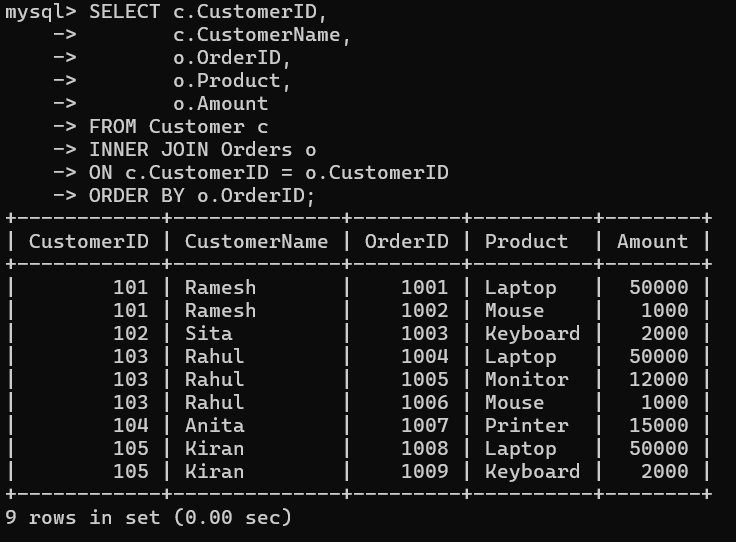 mysql> SELECT c.CustomerID,
    ->        c.CustomerName,
    ->        o.OrderID,
    ->        o.Product,
    ->        o.Amount
    -> FROM Customer c
    -> INNER JOIN Orders o
    -> ON c.CustomerID = o.CustomerID
    -> ORDER BY o.OrderID;
+------------+--------------+---------+----------+--------+
| CustomerID | CustomerName | OrderID | Product  | Amount |
+------------+--------------+---------+----------+--------+
|        101 | Ramesh       |    1001 | Laptop   |  50000 |
|        101 | Ramesh       |    1002 | Mouse    |   1000 |
|        102 | Sita         |    1003 | Keyboard |   2000 |
|        103 | Rahul        |    1004 | Laptop   |  50000 |
|        103 | Rahul        |    1005 | Monitor  |  12000 |
|        103 | Rahul        |    1006 | Mouse    |   1000 |
|        104 | Anita        |    1007 | Printer  |  15000 |
|        105 | Kiran        |    1008 | Laptop   |  50000 |
|        105 | Kiran        |    1009 | Keyboard |   2000 |
+------------+--------------+---------+----------+--------+
9 rows in set (0.00 sec)